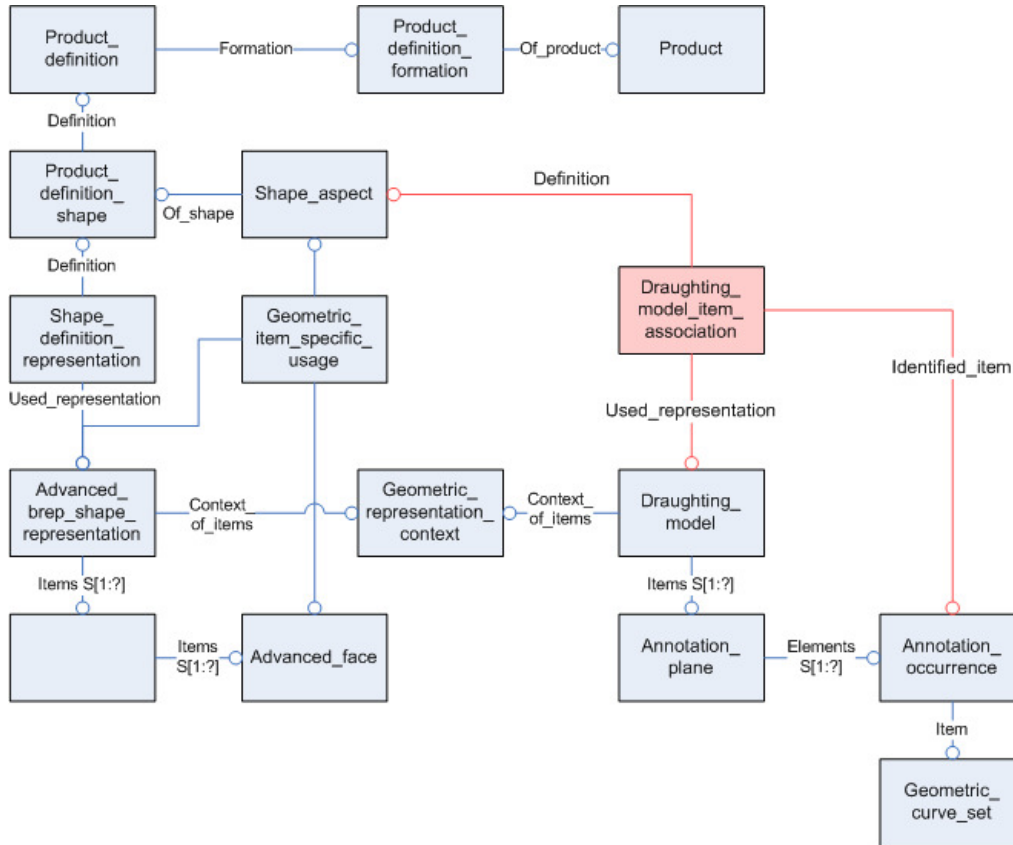 Product_
definition
Formation
Product_
definition_
formation
Of_product
Product
Definition
Product_
definition_
shape
Of_shape
Shape_aspect
Definition
Definition
Shape_
definition_
representation
Geometric_
item_specific_
usage
Draughting_
model_item_
association
Identified_item
Used_representation
Used_representation
Advanced_
brep_shape_
representation
Context_
of_items
Geometric_
representation_
context
Context_
of_items
Draughting_
model
Items S[1:?]
Items S[1:?]
Items
S[1:?]
Advanced_face
Annotation_
plane
Elements
S[1:?]
Annotation_
occurrence
Item
Geometric_
curve_set